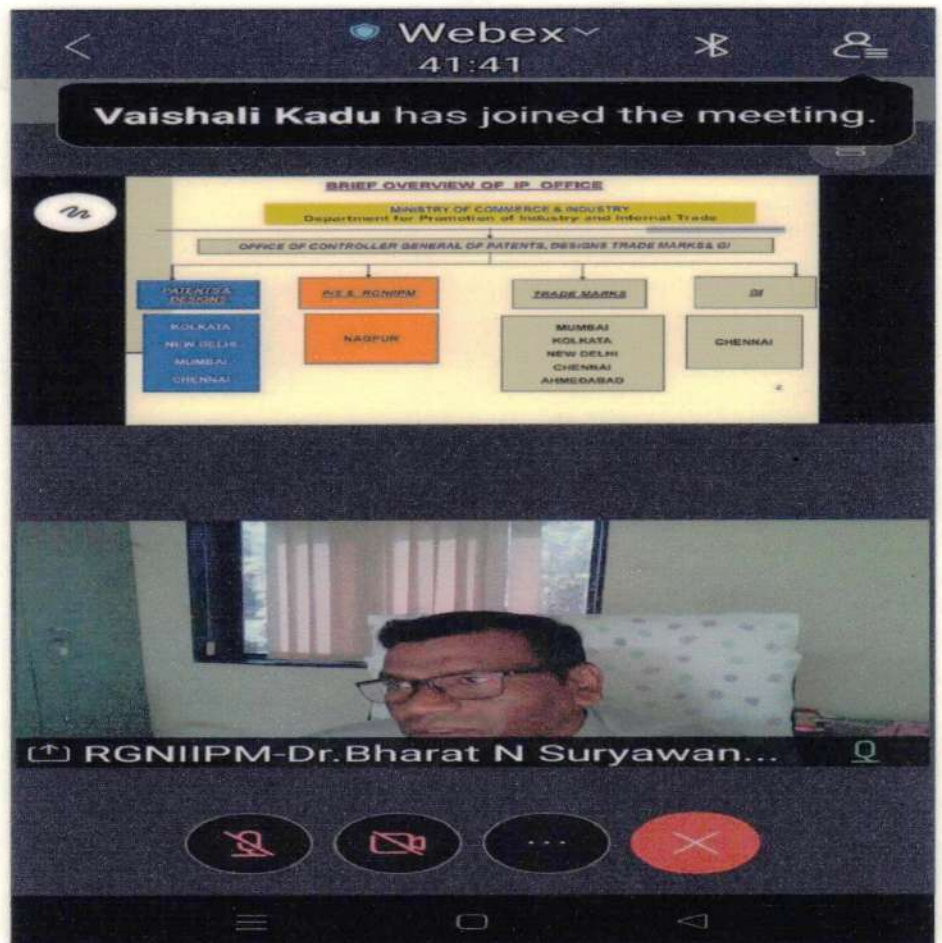 Webex
41:41
Vaishali Kadu has joined the meeting.
BRIEF OVERVIEW OF IP OFFICE
MINISTRY OF COMMERCE & INDUSTRY
Department for Promotion of Industry and Internal Trade
OFFICE OF CONTROLLER GENERAL OF PATENTS, DESIGNS TRADE MARKS & GI
PATENTS &
DESIGNS
KOLKATA
NEW DELHI
MUMBAI
CHENNAI
PIS & RGNIIPM
NAGPUR
TRADE MARKS
MUMBAI
KOLKATA
NEW DELHI
CHENNAI
AHMEDABAD
GI
CHENNAI
RGNIIPM-Dr.Bharat N Suryawan...